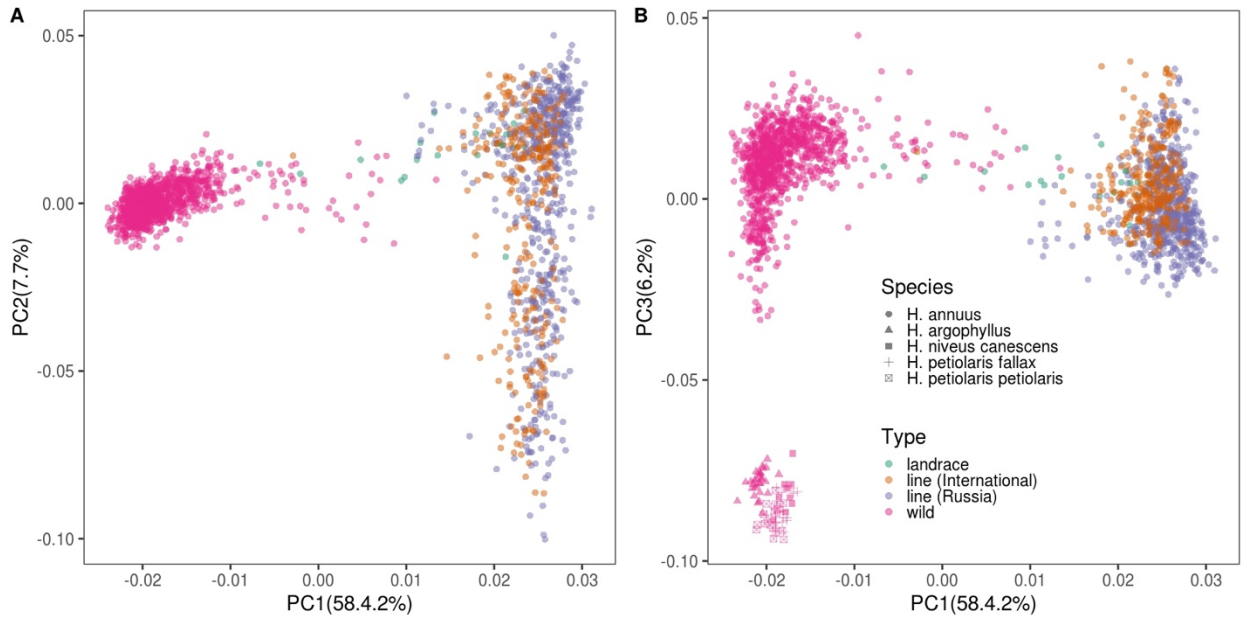 A
PC2(7.7%)
0.05
0.00
-0.05
-0.10
-0.02 -0.01 0.00 0.01 0.02 0.03
PC1(58.4.2%)
B
PC3(6.2%)
0.05
0.00
-0.05
-0.10
Species
H. annuus
H. argophyllus
H. niveus canescens
H. petiolaris fallax
H. petiolaris petiolaris
Type
landrace
line (International)
line (Russia)
wild
-0.02 -0.01 0.00 0.01 0.02 0.03
PC1(58.4.2%)